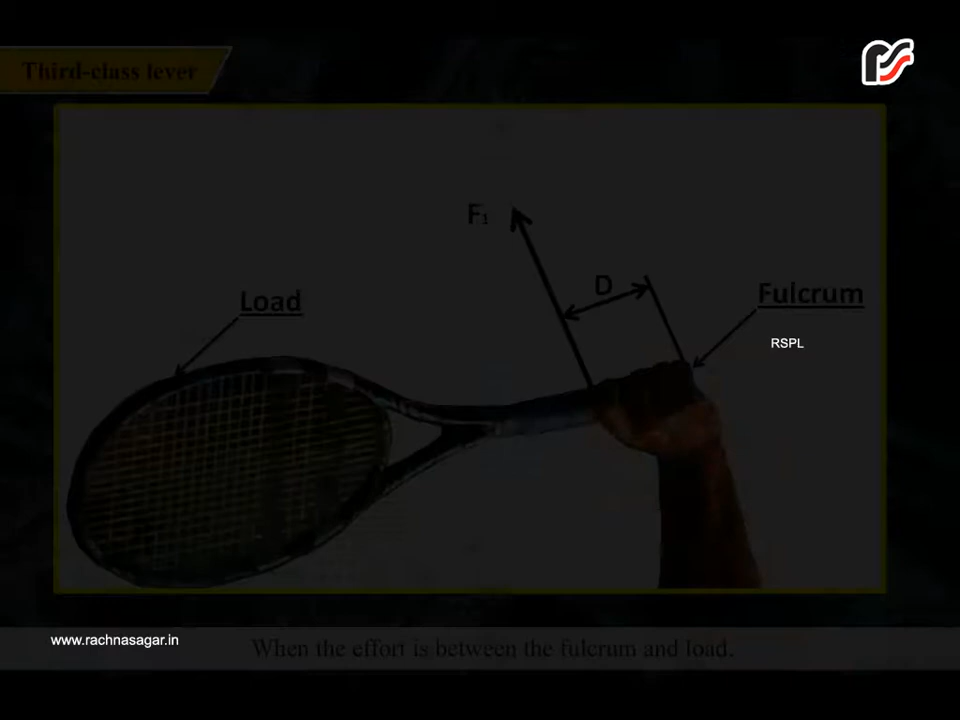 Third-class lever
F₁
D
Load
Fulcrum
RSPL
www.rachnasagar.in
When the effort is between the fulcrum and load.